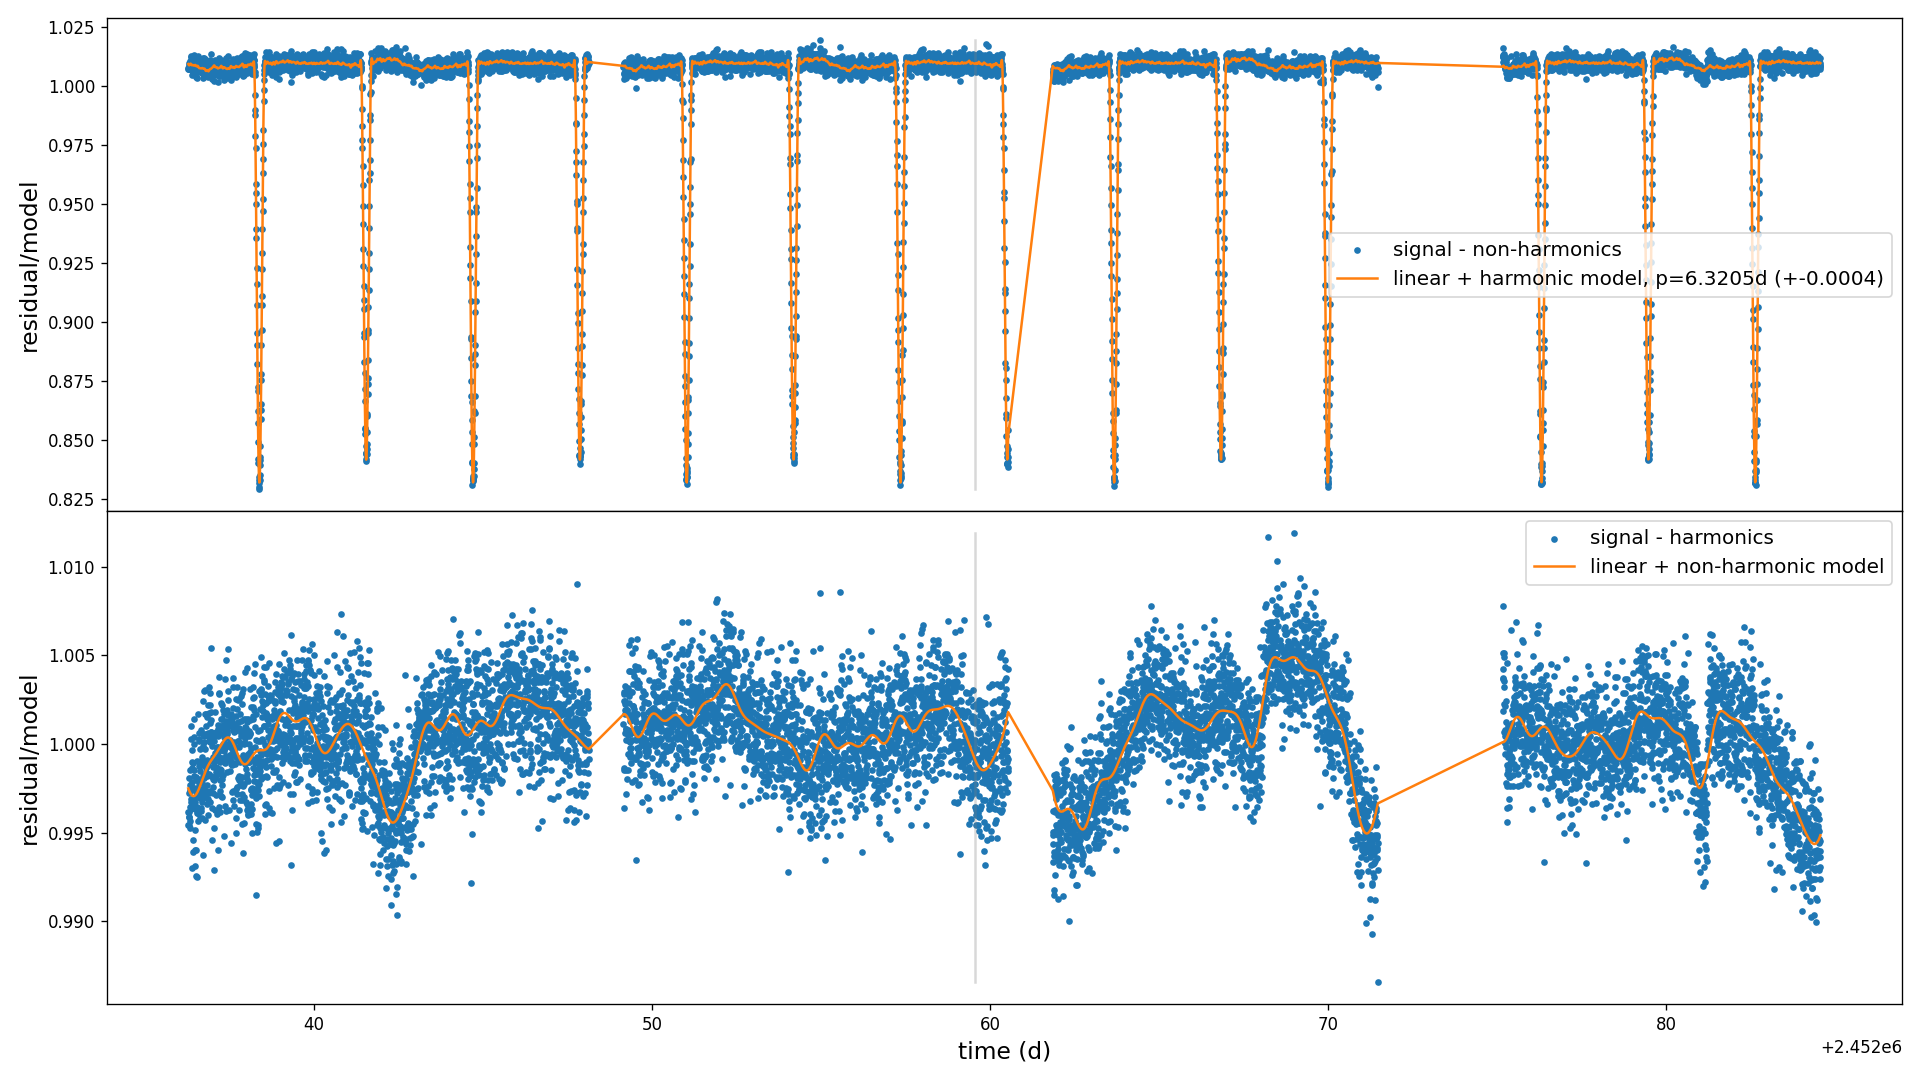 1.025
1.000
0.975
0.950
0.925
0.900
0.875
0.850
0.825
residual/model
signal - non-harmonics
linear + harmonic model, p=6.3205d (+-0.0004)
1.010
1.005
1.000
0.995
0.990
residual/model
signal - harmonics
linear + non-harmonic model
40 50 60 70 80
time (d)
+2.452e6